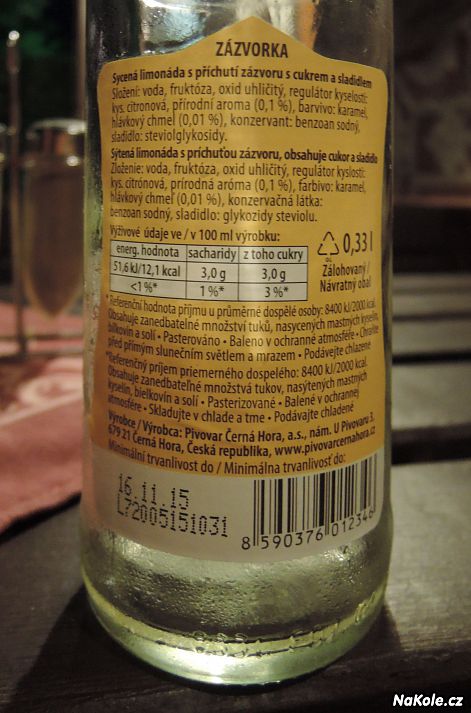 ZÁZVORKA
Sycená limonáda s příchutí zázvoru s cukrem a sladidlem
Složení: voda, fruktóza, oxid uhličitý, regulátor kyselosti:
kys. citronová, přírodní aroma (0,1 %), barvivo: karamel,
hlávkový chmel (0,01 %), konzervant: benzoan sodný,
sladidlo: steviolglykosidy.
Sýtená limonáda s príchuťou zázvoru, obsahuje cukor a sladidlo
Zloženie: voda, fruktóza, oxid uhličitý, regulátor kyslosti:
kys. citrónová, prírodná aróma (0,1 %), farbivo: karamel,
hlávkový chmeľ (0,01 %), konzervačná látka:
benzoan sodný, sladidlo: glykozidy steviolu.
Výživové údaje ve / v 100 ml výrobku:
energ. hodnota sacharidy z toho cukry
51,6 kJ/12,1 kcal 3,0 g 3,0 g
<1%* 1%* 3%*
0,33 l
Zálohovaný/
Návratný obal
*Referenční hodnota příjmu u průměrné dospělé osoby: 8400 kJ/2000 kcal.
Obsahuje zanedbatelné množství tuků, nasycených mastných kyselin,
bílkovin a soli • Pasterováno • Baleno v ochranné atmosféře • Chraňte
před přímým slunečním světlem a mrazem • Podávejte chlazené
*Referenčný príjem priemerného dospelého: 8400 kJ/2000 kcal.
Obsahuje zanedbateľné množstvá tukov, nasýtených mastných
kyselín, bielkovín a soli • Pasterizované • Balené v ochrannej
atmosfére • Skladujte v chlade a tme • Podávajte chladené
Výrobce / Výrobca: Pivovar Černá Hora, a.s., nám. U Pivovaru 3,
679 21 Černá Hora, Česká republika, www.pivovarcernahora.cz
Minimální trvanlivost do / Minimálna trvanlivosť do:
16.11.15
L72005151031
8 590376 012346
NaKole.cz